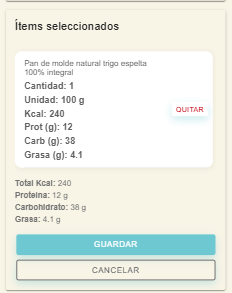 Ítems seleccionados
Pan de molde natural trigo espelta
100% integral
Cantidad: 1
Unidad: 100 g
Kcal: 240
QUITAR
Prot (g): 12
Carb (g): 38
Grasa (g): 4.1
Total Kcal: 240
Proteína: 12 g
Carbohidrato: 38 g
Grasa: 4.1 g
GUARDAR
CANCELAR